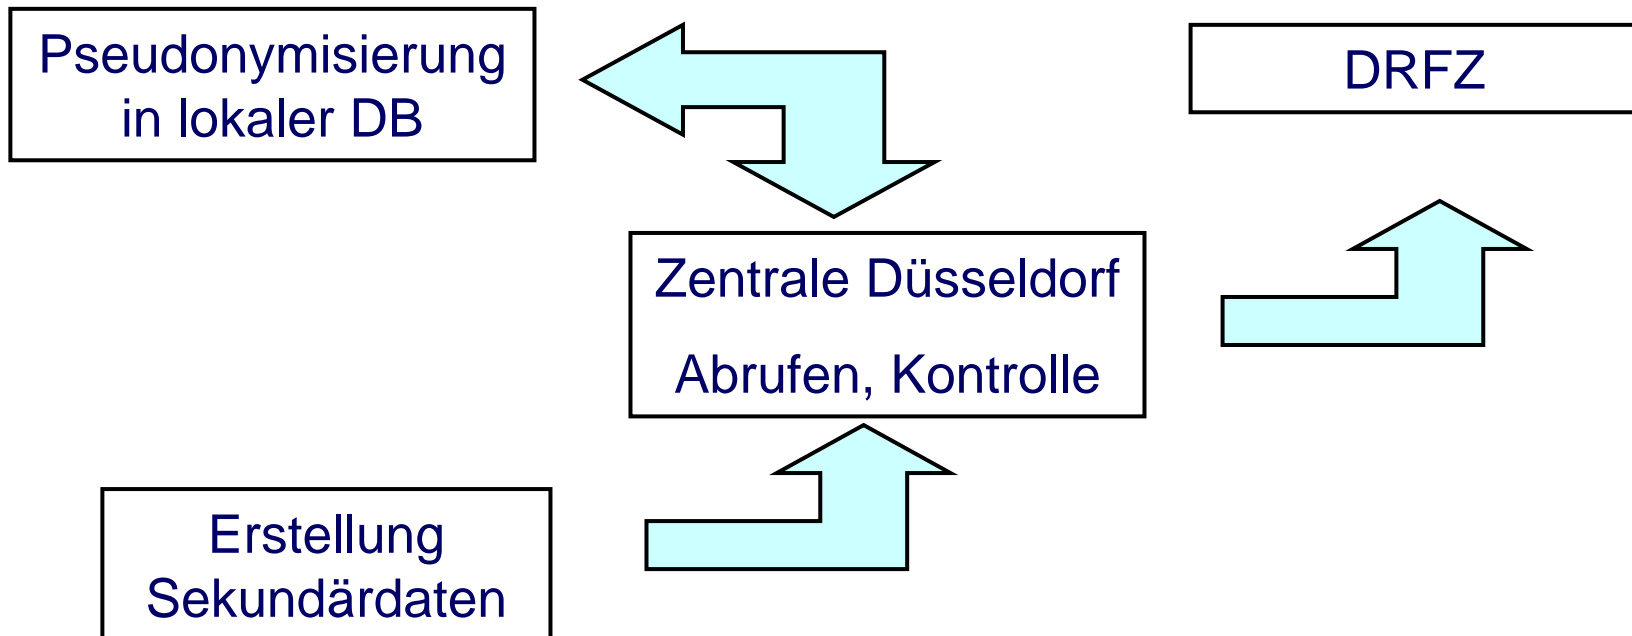 Pseudonymisierung
in lokaler DB
DRFZ
Zentrale Düsseldorf
Abrufen, Kontrolle
Erstellung
Sekundärdaten